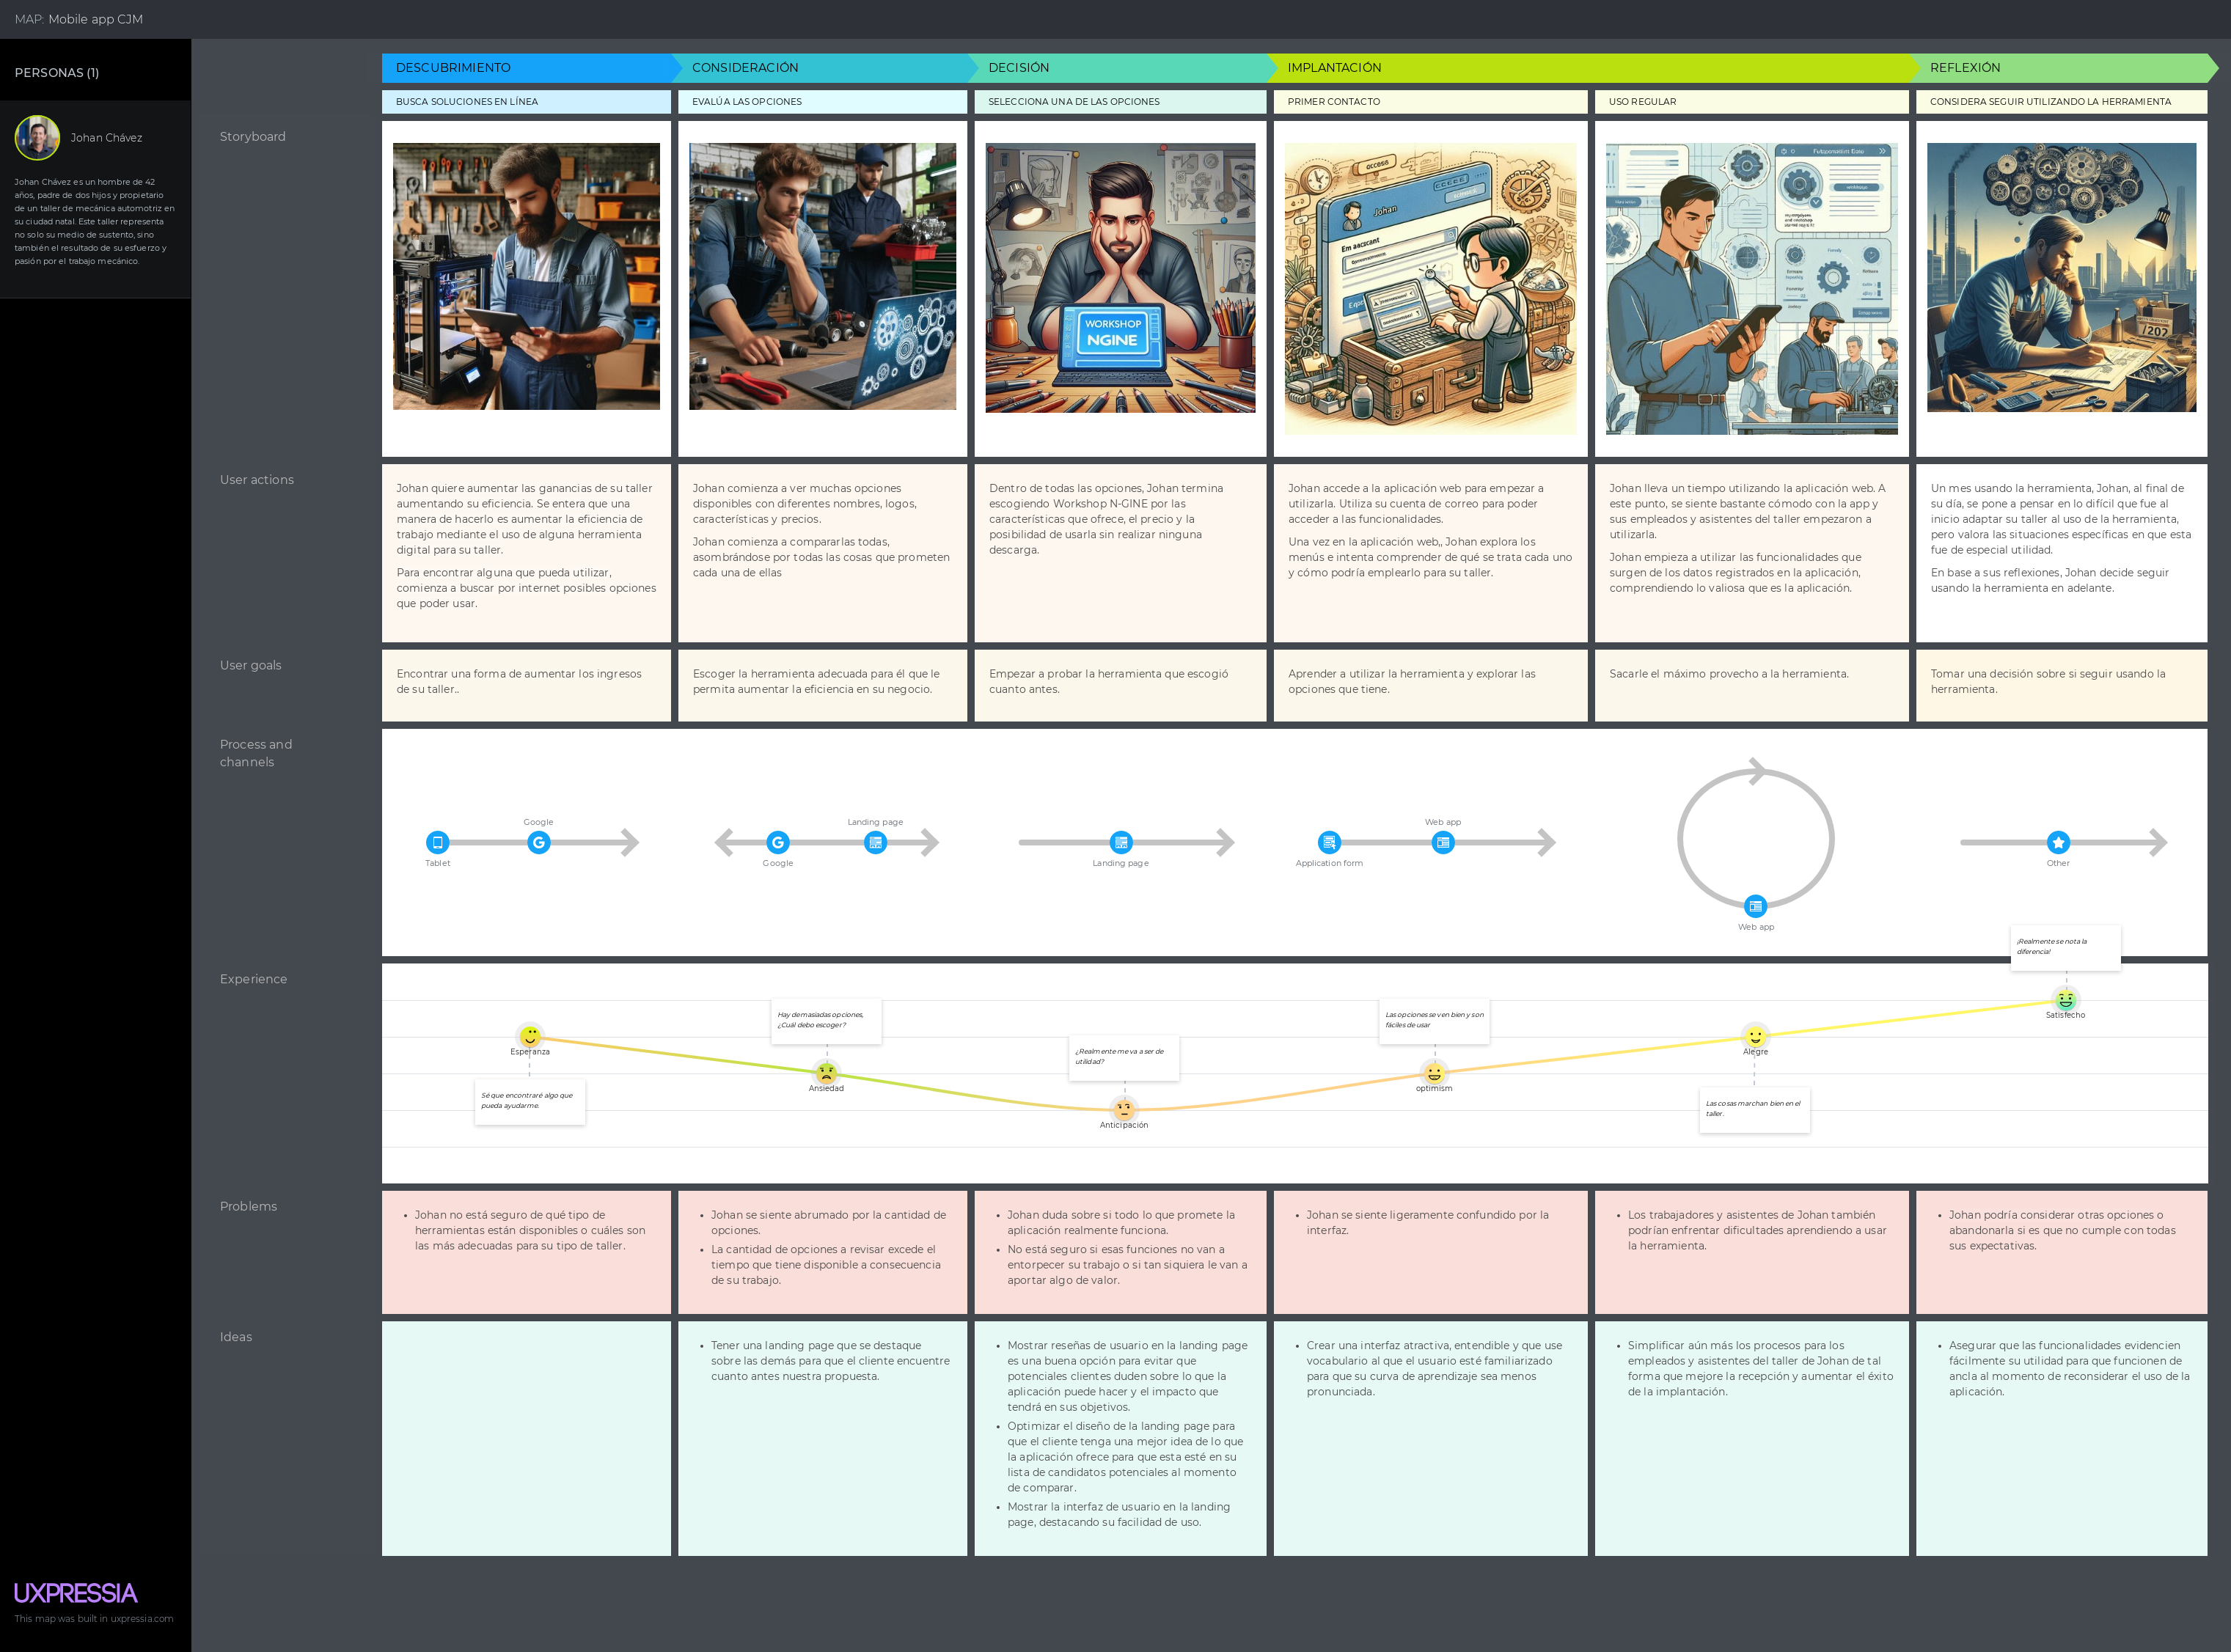 MAP: Mobile app CJM
PERSONAS (1)
Johan Chávez
Johan Chávez es un hombre de 42
años, padre de dos hijos y propietario
de un taller de mecánica automotriz en
su ciudad natal. Este taller representa
no solo su medio de sustento, sino
también el resultado de su esfuerzo y
pasión por el trabajo mecánico.
DESCUBRIMIENTO
CONSIDERACIÓN
DECISIÓN
IMPLANTACIÓN
REFLEXIÓN
BUSCA SOLUCIONES EN LÍNEA
EVALÚA LAS OPCIONES
SELECCIONA UNA DE LAS OPCIONES
PRIMER CONTACTO
USO REGULAR
CONSIDERA SEGUIR UTILIZANDO LA HERRAMIENTA
Storyboard
WORKSHOP
NGINE
access
Johan
Em aaccxant
/207
User actions
Johan quiere aumentar las ganancias de su taller
aumentando su eficiencia. Se entera que una
manera de hacerlo es aumentar la eficiencia de
trabajo mediante el uso de alguna herramienta
digital para su taller.
Para encontrar alguna que pueda utilizar,
comienza a buscar por internet posibles opciones
que poder usar.
Johan comienza a ver muchas opciones
disponibles con diferentes nombres, logos,
características y precios.
Johan comienza a compararlas todas,
asombrándose por todas las cosas que prometen
cada una de ellas
Dentro de todas las opciones, Johan termina
escogiendo Workshop N-GINE por las
características que ofrece, el precio y la
posibilidad de usarla sin realizar ninguna
descarga.
Johan accede a la aplicación web para empezar a
utilizarla. Utiliza su cuenta de correo para poder
acceder a las funcionalidades.
Una vez en la aplicación web,, Johan explora los
menús e intenta comprender de qué se trata cada uno
y cómo podría emplearlo para su taller.
Johan lleva un tiempo utilizando la aplicación web. A
este punto, se siente bastante cómodo con la app y
sus empleados y asistentes del taller empezaron a
utilizarla.
Johan empieza a utilizar las funcionalidades que
surgen de los datos registrados en la aplicación,
comprendiendo lo valiosa que es la aplicación.
Un mes usando la herramienta, Johan, al final de
su día, se pone a pensar en lo difícil que fue al
inicio adaptar su taller al uso de la herramienta,
pero valora las situaciones específicas en que esta
fue de especial utilidad.
En base a sus reflexiones, Johan decide seguir
usando la herramienta en adelante.
User goals
Encontrar una forma de aumentar los ingresos
de su taller..
Escoger la herramienta adecuada para él que le
permita aumentar la eficiencia en su negocio.
Empezar a probar la herramienta que escogió
cuanto antes.
Aprender a utilizar la herramienta y explorar las
opciones que tiene.
Sacarle el máximo provecho a la herramienta.
Tomar una decisión sobre si seguir usando la
herramienta.
Process and
channels
Tablet
Google
Google
Landing page
Landing page
Application form
Web app
Web app
Other
Experience
Esperanza
Sé que encontraré algo que
pueda ayudarme.
Hay demasiadas opciones,
¿Cuál debo escoger?
Ansiedad
¿Realmente me va a ser de
utilidad?
Anticipación
Las opciones se ven bien y son
fáciles de usar
optimism
Alegre
Las cosas marchan bien en el
taller.
¡Realmente se nota la
diferencia!
Satisfecho
Problems
• Johan no está seguro de qué tipo de
herramientas están disponibles o cuáles son
las más adecuadas para su tipo de taller.
• Johan se siente abrumado por la cantidad de
opciones.
• La cantidad de opciones a revisar excede el
tiempo que tiene disponible a consecuencia
de su trabajo.
• Johan duda sobre si todo lo que promete la
aplicación realmente funciona.
• No está seguro si esas funciones no van a
entorpecer su trabajo o si tan siquiera le van a
aportar algo de valor.
• Johan se siente ligeramente confundido por la
interfaz.
• Los trabajadores y asistentes de Johan también
podrían enfrentar dificultades aprendiendo a usar
la herramienta.
• Johan podría considerar otras opciones o
abandonarla si es que no cumple con todas
sus expectativas.
Ideas
• Tener una landing page que se destaque
sobre las demás para que el cliente encuentre
cuanto antes nuestra propuesta.
• Mostrar reseñas de usuario en la landing page
es una buena opción para evitar que
potenciales clientes duden sobre lo que la
aplicación puede hacer y el impacto que
tendrá en sus objetivos.
• Optimizar el diseño de la landing page para
que el cliente tenga una mejor idea de lo que
la aplicación ofrece para que esta esté en su
lista de candidatos potenciales al momento
de comparar.
• Mostrar la interfaz de usuario en la landing
page, destacando su facilidad de uso.
• Crear una interfaz atractiva, entendible y que use
vocabulario al que el usuario esté familiarizado
para que su curva de aprendizaje sea menos
pronunciada.
• Simplificar aún más los procesos para los
empleados y asistentes del taller de Johan de tal
forma que mejore la recepción y aumentar el éxito
de la implantación.
• Asegurar que las funcionalidades evidencien
fácilmente su utilidad para que funcionen de
ancla al momento de reconsiderar el uso de la
aplicación.
UXPRESSIA
This map was built in uxpressia.com